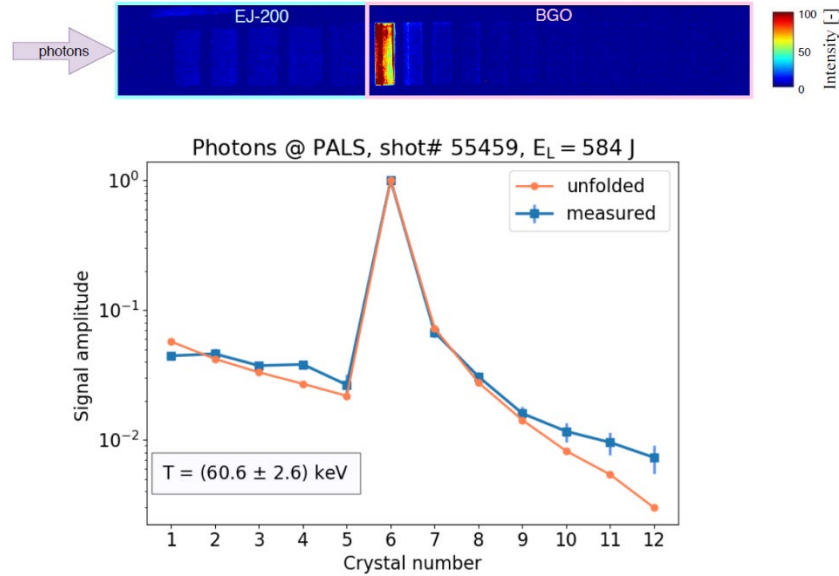 EJ-200
BGO
photons
100
50
0
Intensity [-]
Photons @ PALS, shot# 55459, E_L = 584 J
unfolded
measured
Signal amplitude
10⁰
10⁻¹
10⁻²
T = (60.6 ± 2.6) keV
1 2 3 4 5 6 7 8 9 10 11 12
Crystal number